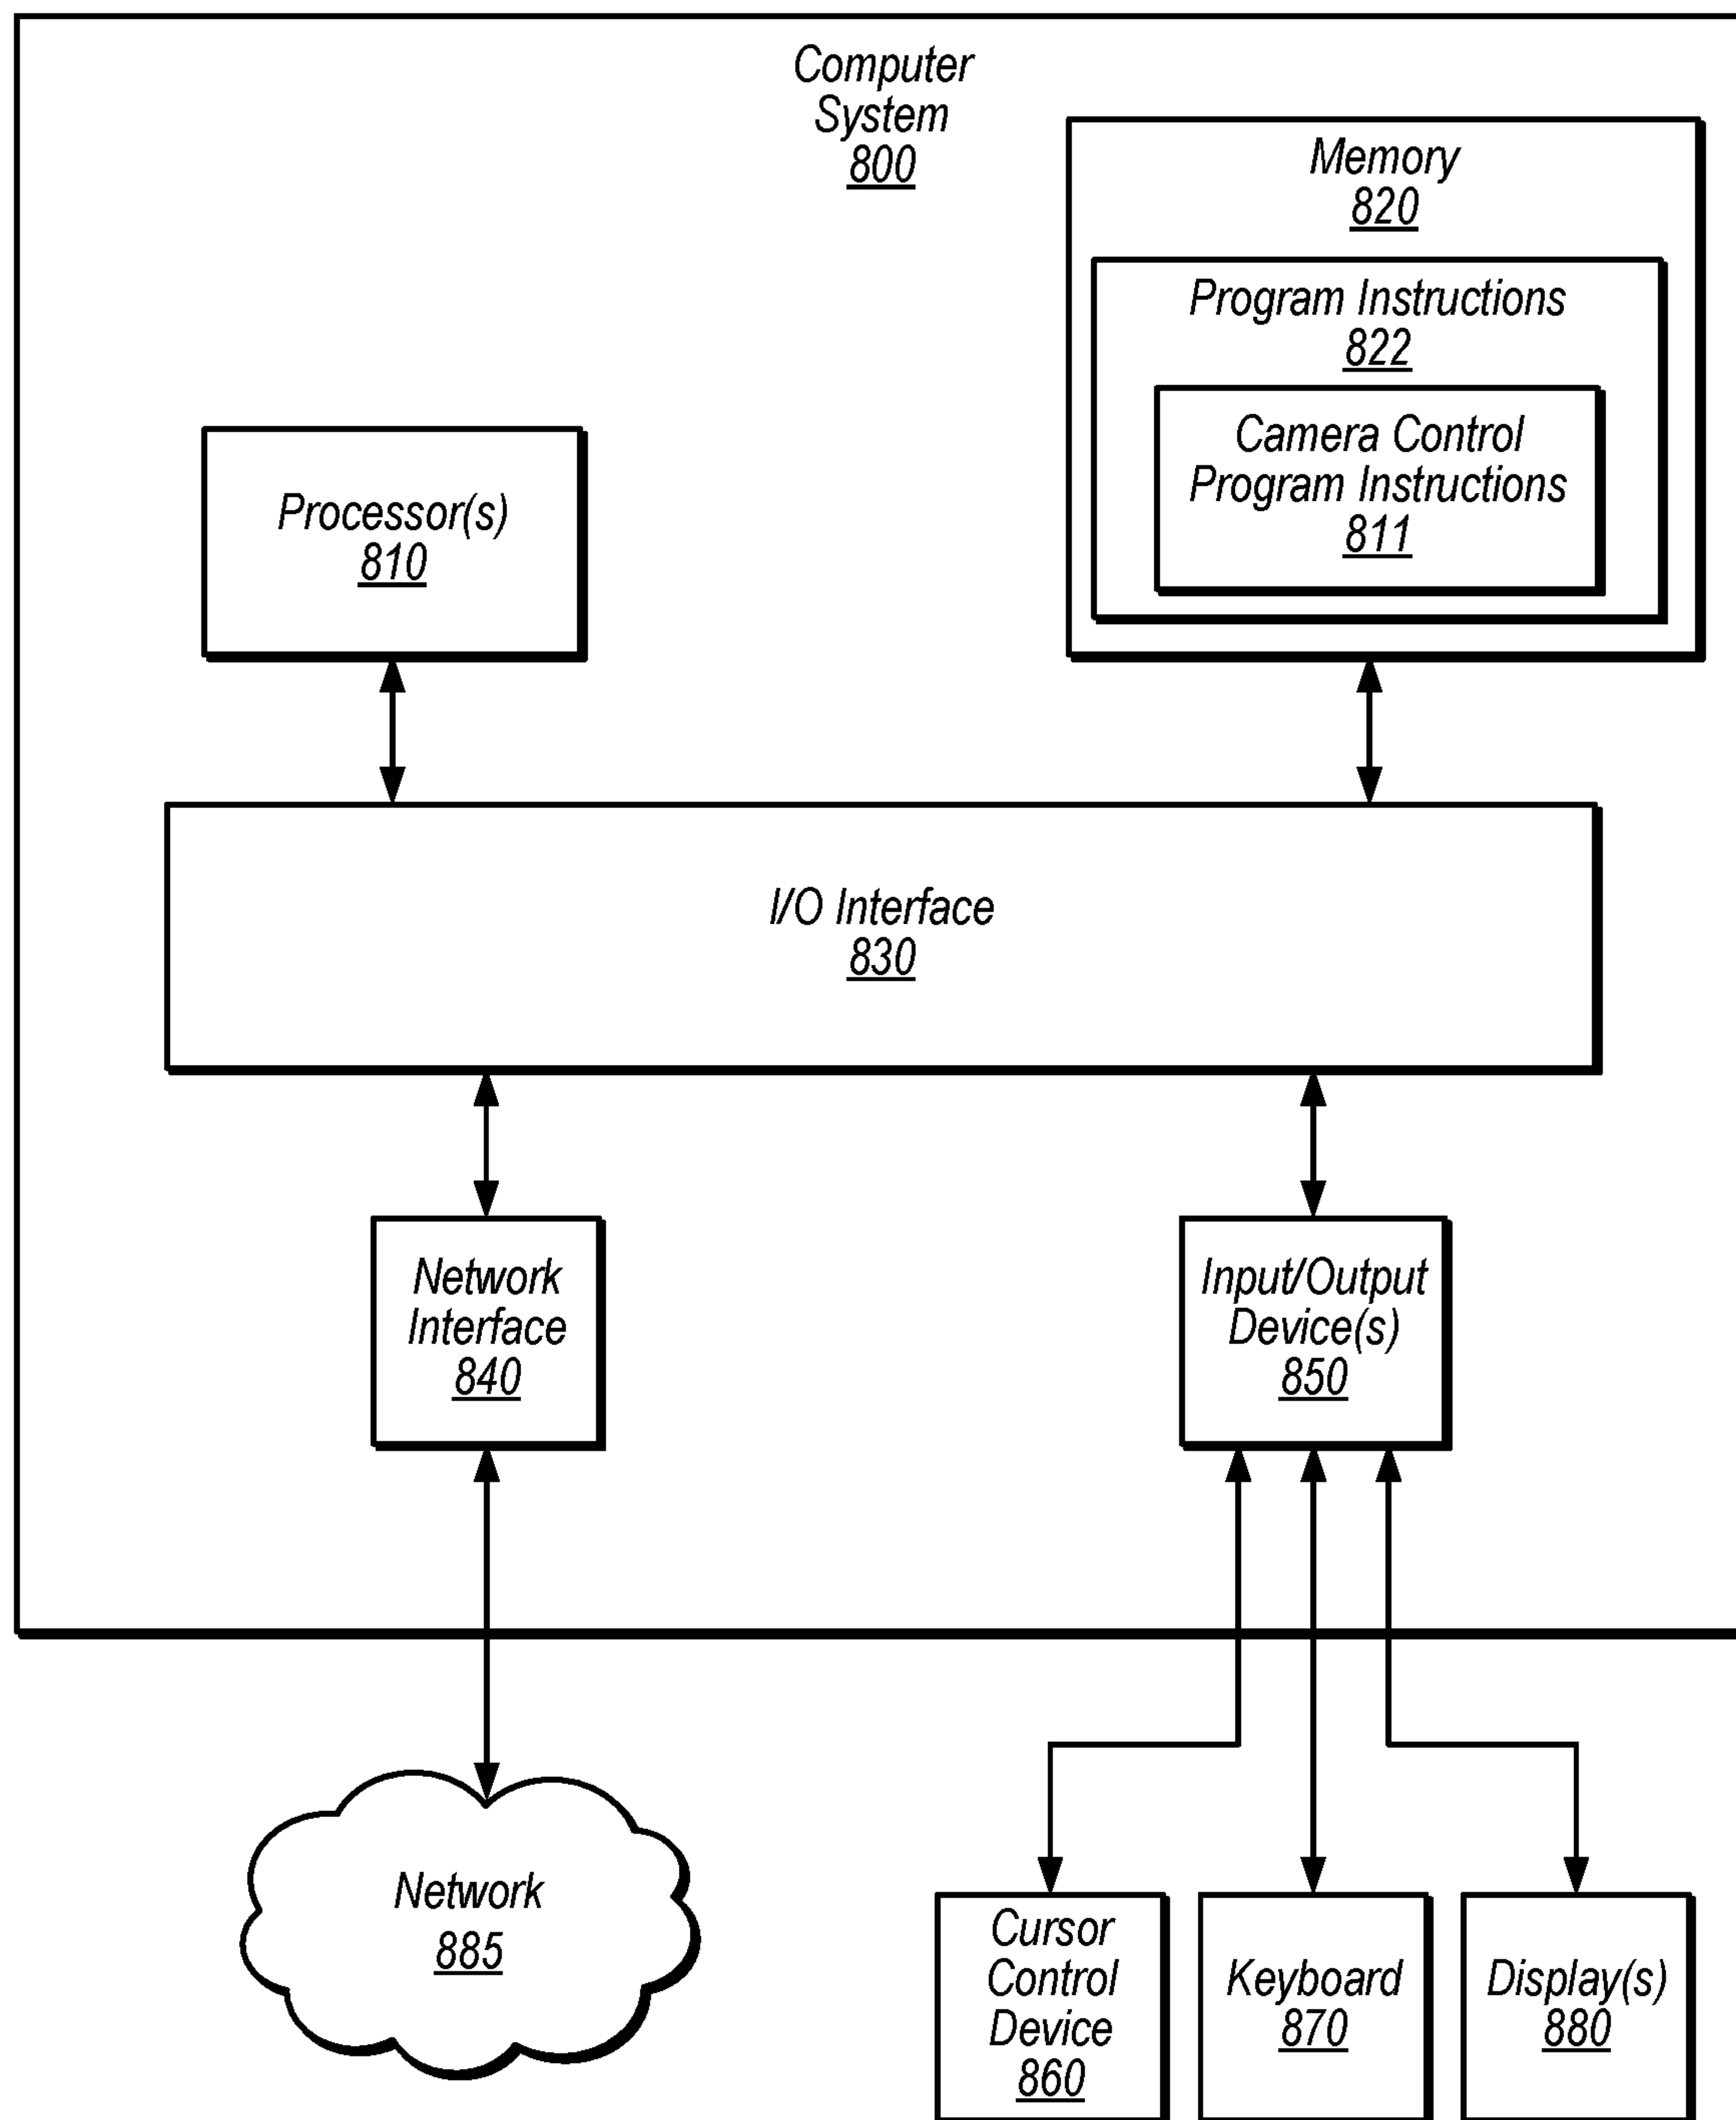 Computer
System
800
Memory
820
Program Instructions
822
Camera Control
Program Instructions
811
Processor(s)
810
I/O Interface
830
Network
Interface
840
Input/Output
Device(s)
850
Network
885
Cursor
Control
Device
860
Keyboard
870
Display(s)
880